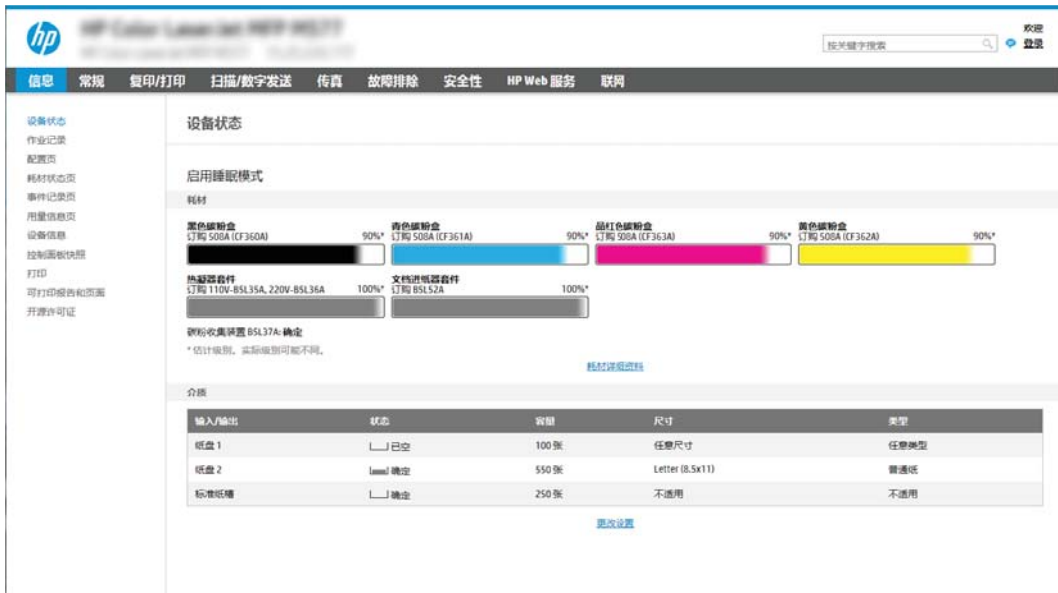 hp
欢迎
按关键字搜索
登录
信息 常规 复印/打印 扫描/数字发送 传真 故障排除 安全性 HP Web 服务 联网
设备状态
作业记录
配置页
耗材状态页
事件记录页
用量信息页
设备信息
控制面板快照
打印
可打印报告和页面
开源许可证
设备状态
启用睡眠模式
耗材
黑色碳粉盒
订购 508A (CF360A) 90%*
青色碳粉盒
订购 508A (CF361A) 90%*
品红色碳粉盒
订购 508A (CF363A) 90%*
黄色碳粉盒
订购 508A (CF362A) 90%*
热凝器套件
订购 110V-B5L35A, 220V-B5L36A 100%*
文档进纸器套件
订购 B5L52A 100%*
碳粉收集装置 B5L37A: 确定
* 估计级别。实际级别可能不同。
耗材详细资料
介质
输入/输出 状态 容量 尺寸 类型
纸盘 1 已空 100 张 任意尺寸 任意类型
纸盘 2 确定 550 张 Letter (8.5x11) 普通纸
标准纸槽 确定 250 张 不适用 不适用
更改设置